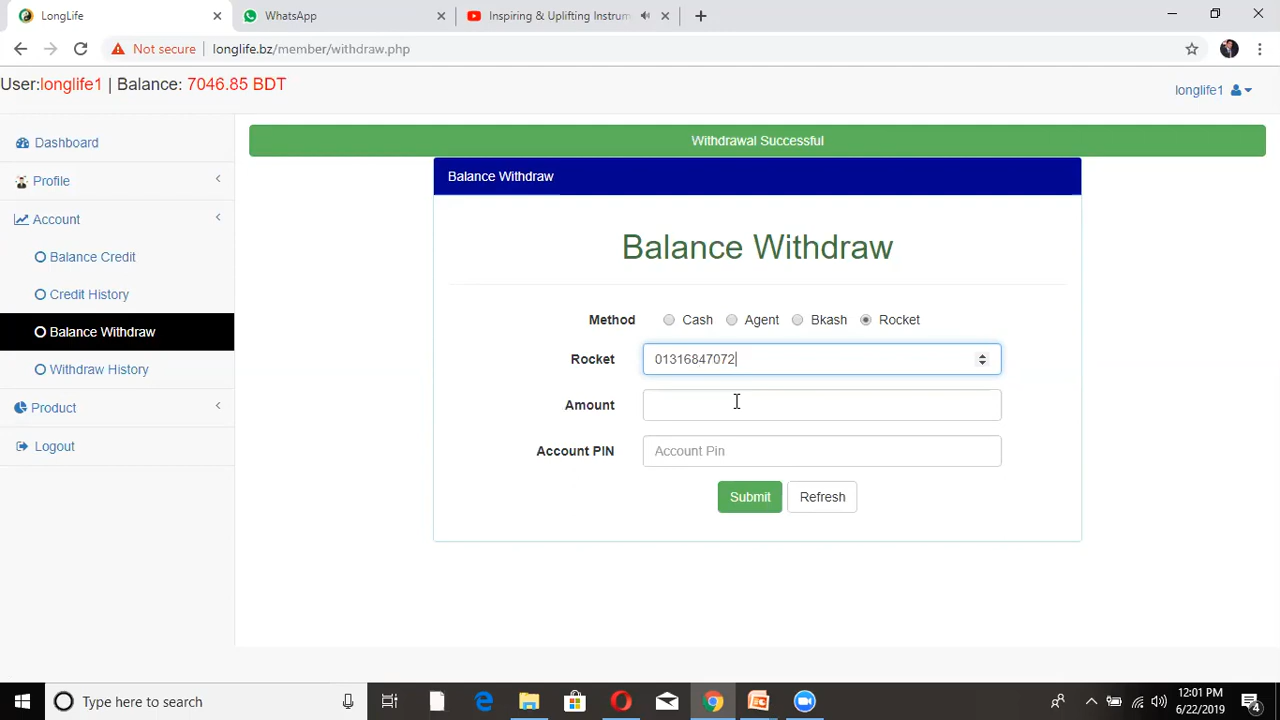 LongLife
WhatsApp
Inspiring & Uplifting Instrum
Not secure | longlife.bz/member/withdraw.php
User:longlife1 | Balance: 7046.85 BDT
longlife1
Dashboard
Profile
Account
Balance Credit
Credit History
Balance Withdraw
Withdraw History
Product
Logout
Withdrawal Successful
Balance Withdraw
Balance Withdraw
Method Cash Agent Bkash Rocket
Rocket 01316847072
Amount
Account PIN Account Pin
Submit Refresh
Type here to search
12:01 PM
6/22/2019
4